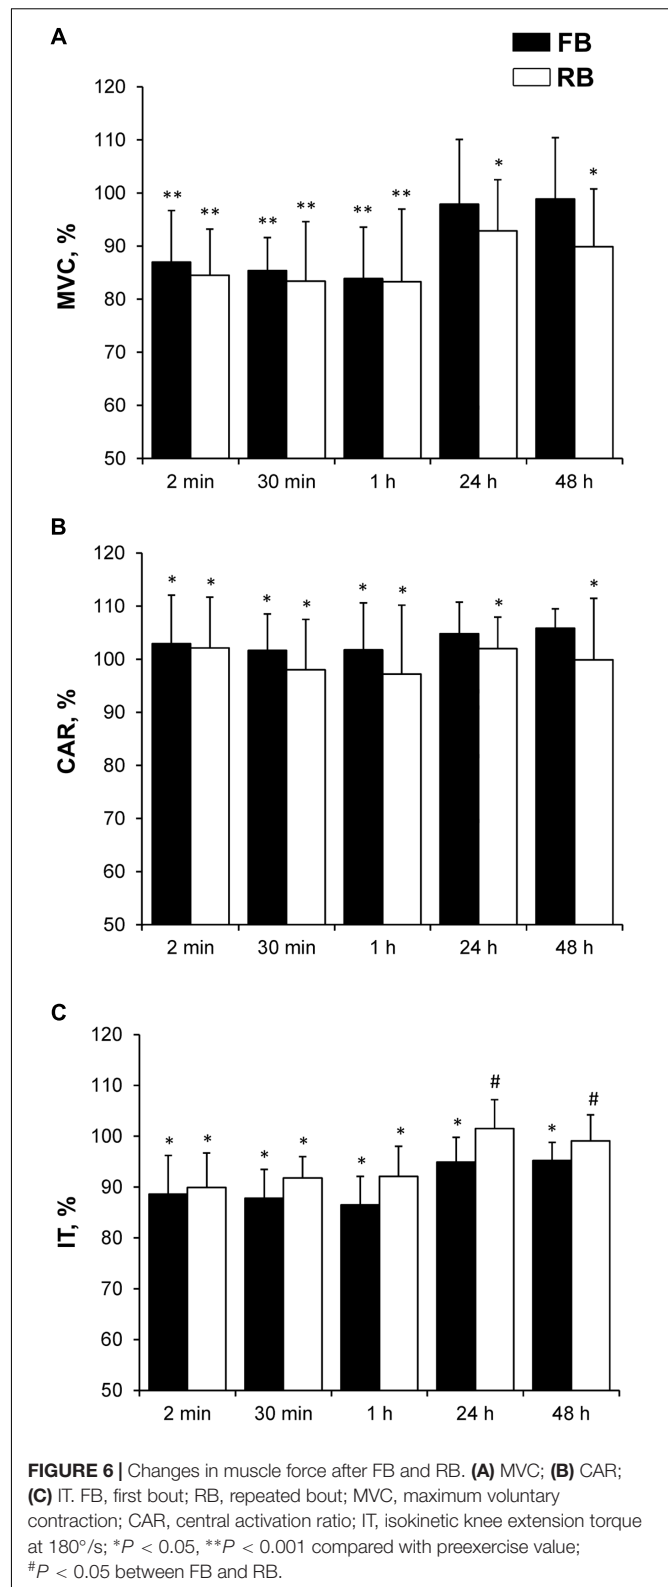 A
FB
RB
120
110
100
90
80
70
60
50
MVC, %
** ** ** ** ** ** * *
2 min 30 min 1 h 24 h 48 h
B
120
110
100
90
80
70
60
50
CAR, %
* * * * * * * *
2 min 30 min 1 h 24 h 48 h
C
120
110
100
90
80
70
60
50
IT, %
* * * * * * * # * #
2 min 30 min 1 h 24 h 48 h
FIGURE 6 | Changes in muscle force after FB and RB. (A) MVC; (B) CAR;
(C) IT. FB, first bout; RB, repeated bout; MVC, maximum voluntary
contraction; CAR, central activation ratio; IT, isokinetic knee extension torque
at 180°/s; *P < 0.05, **P < 0.001 compared with preexercise value;
#P < 0.05 between FB and RB.